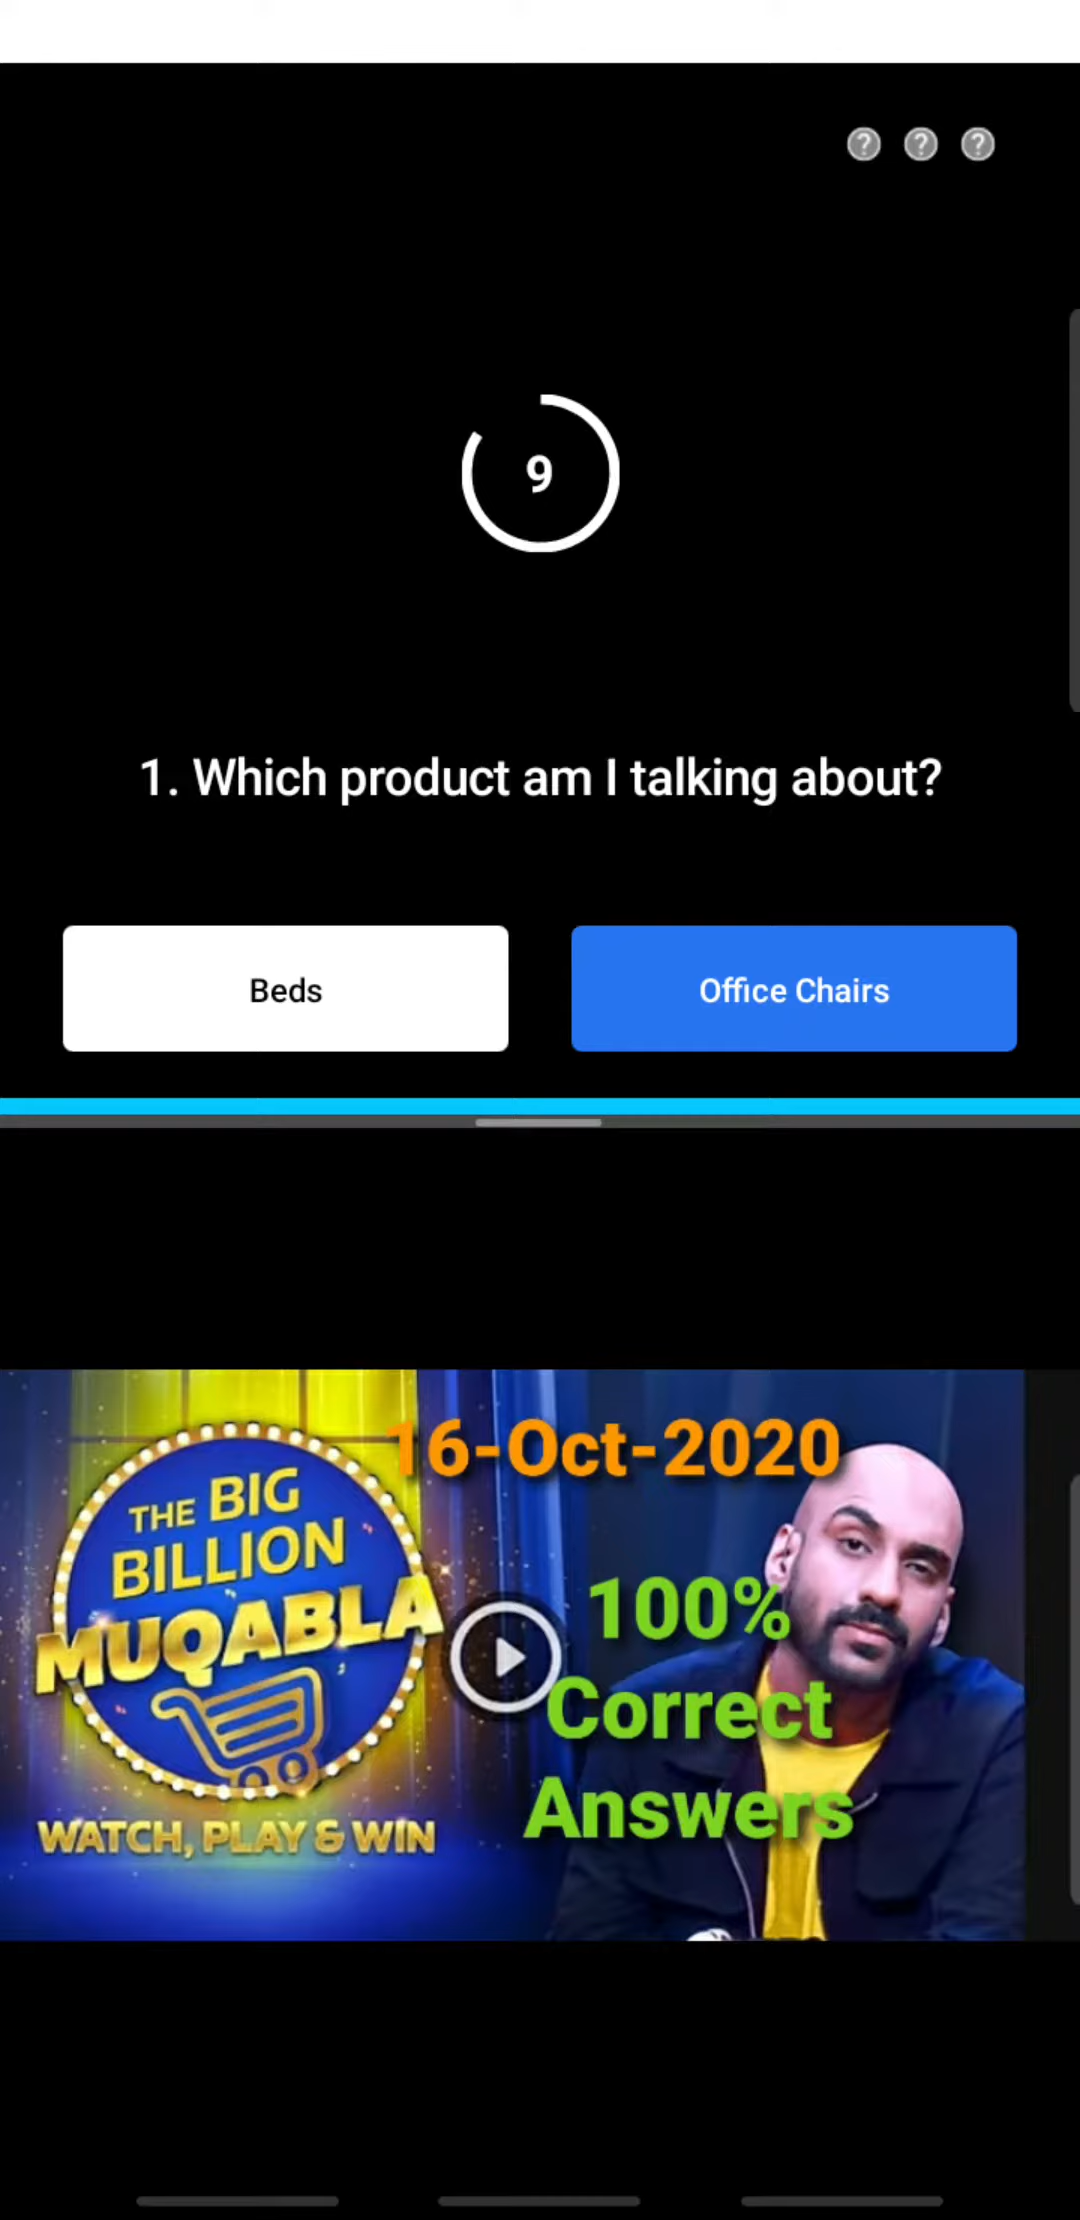 9
1. Which product am I talking about?
Beds
Office Chairs
16-Oct-2020
THE BIG
BILLION
MUQABLA
WATCH, PLAY & WIN
100%
Correct
Answers